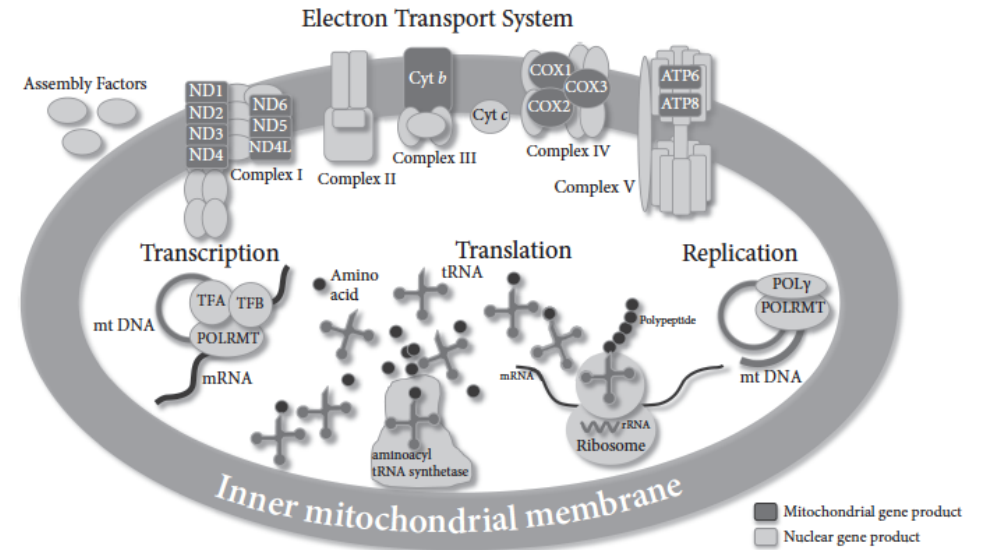 Electron Transport System
Assembly Factors
ND1
ND2
ND3
ND4
ND6
ND5
ND4L
Complex I
Complex II
Cyt b
Complex III
Cyt c
COX1
COX3
COX2
Complex IV
ATP6
ATP8
Complex V
Transcription
TFA
TFB
POLRMT
mt DNA
mRNA
Translation
Amino
acid
tRNA
aminoacyl
tRNA synthetase
mRNA
Polypeptide
rRNA
Ribosome
Replication
POLγ
POLRMT
mt DNA
Inner mitochondrial membrane
Mitochondrial gene product
Nuclear gene product